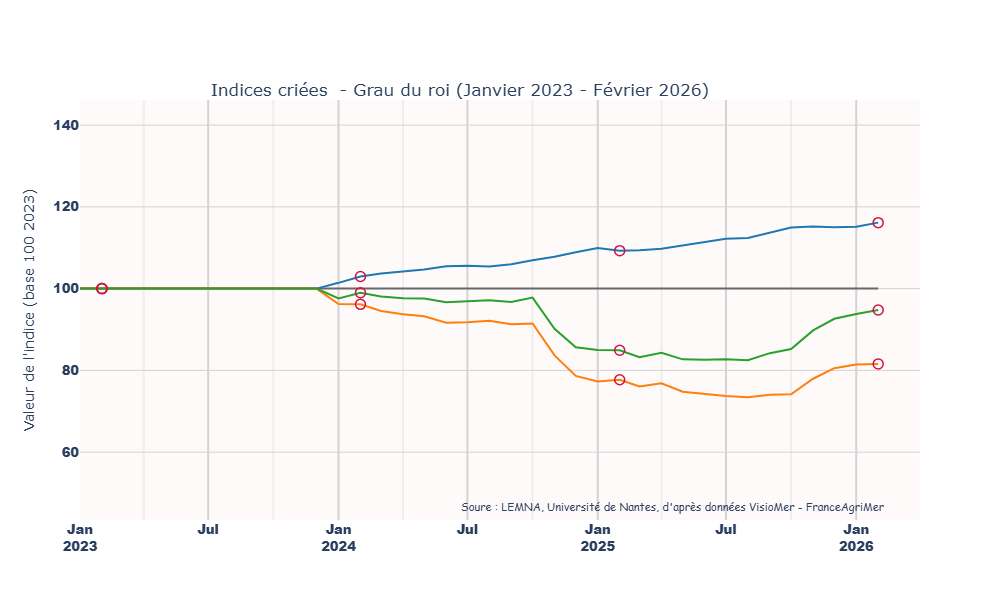 Indices criées - Grau du roi (Janvier 2023 - Février 2026)
Valeur de l'indice (base 100 2023)
140
120
100
80
60
Soure : LEMNA, Université de Nantes, d'après données VisioMer - FranceAgriMer
Jan Jul Jan Jul Jan Jul Jan
2023 2024 2025 2026